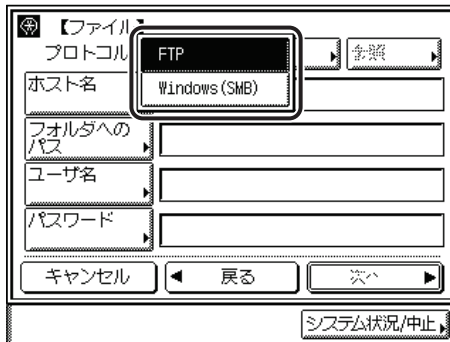 【ファイル】
プロトコル
FTP
参照
Windows(SMB)
ホスト名
フォルダへの
パス
ユーザ名
パスワード
キャンセル
戻る
次へ
システム状況/中止